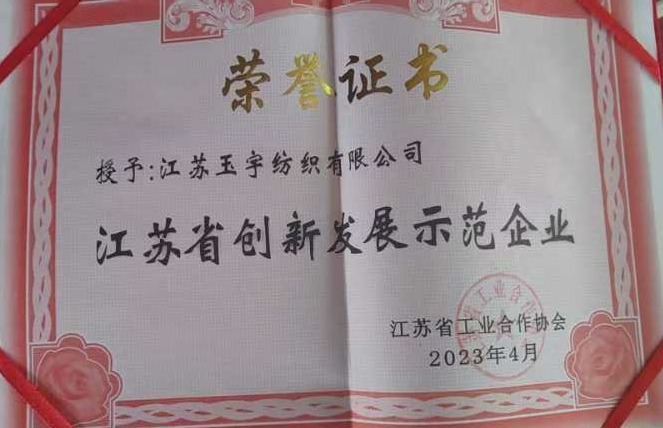 荣誉证书
授予:江苏玉宇纺织有限公司
江苏省创新发展示范企业
江苏省工业合作协会
2023年4月